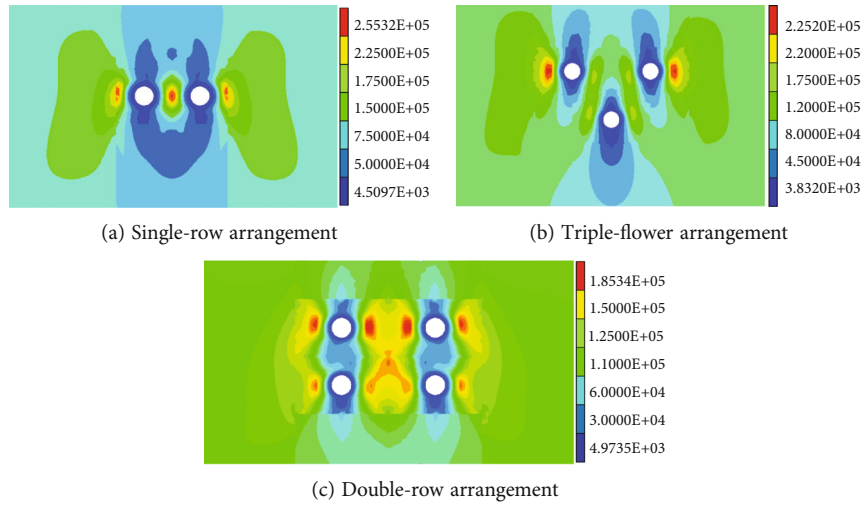 2.5532E+05
2.2500E+05
1.7500E+05
1.5000E+05
7.5000E+04
5.0000E+04
4.5097E+03
(a) Single-row arrangement
2.2520E+05
2.2000E+05
1.7500E+05
1.2000E+05
8.0000E+04
4.5000E+04
3.8320E+03
(b) Triple-flower arrangement
1.8534E+05
1.5000E+05
1.2500E+05
1.1000E+05
6.0000E+04
3.0000E+04
4.9735E+03
(c) Double-row arrangement